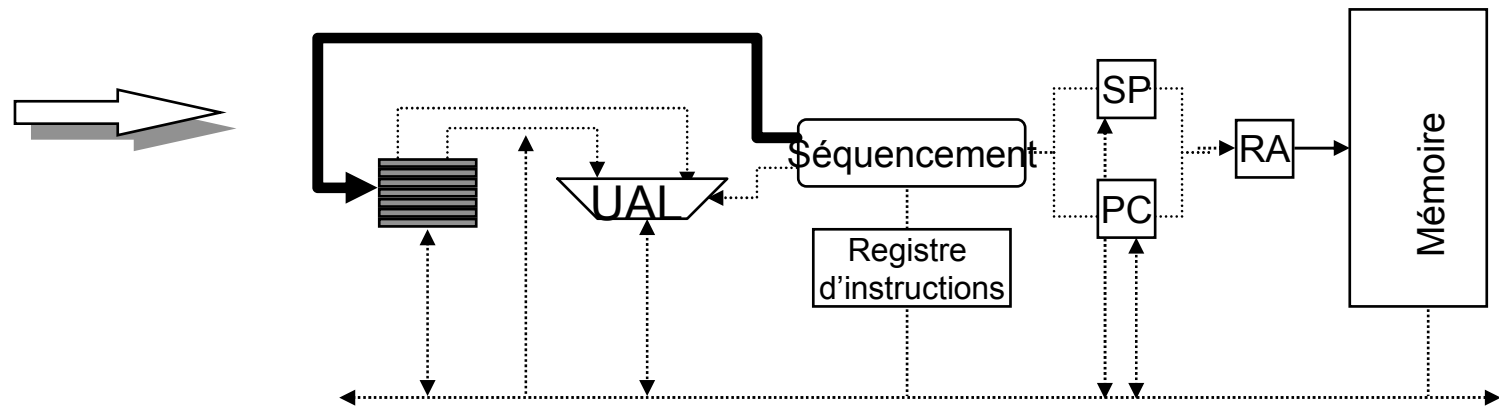 SP
Séquencement
RA
UAL
PC
Registre
d'instructions
Mémoire